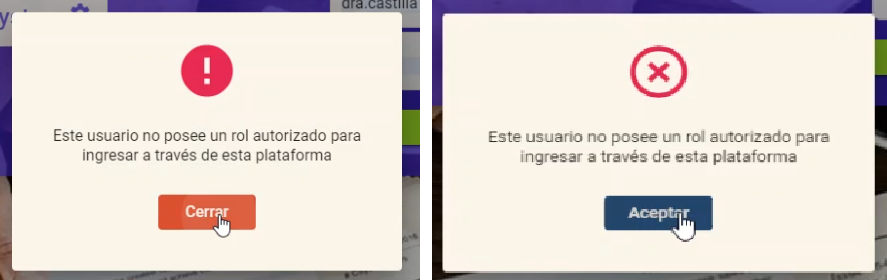 dra.castilla
Este usuario no posee un rol autorizado para
ingresar a través de esta plataforma
Cerrar
Este usuario no posee un rol autorizado para
ingresar a través de esta plataforma
Aceptar